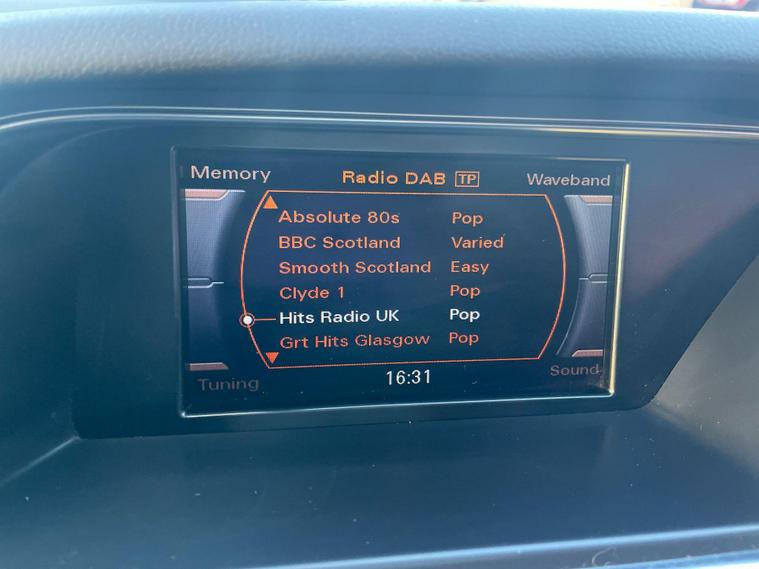 Memory Radio DAB TP Waveband
Absolute 80s Pop
BBC Scotland Varied
Smooth Scotland Easy
Clyde 1 Pop
Hits Radio UK Pop
Grt Hits Glasgow Pop
Tuning 16:31 Sound